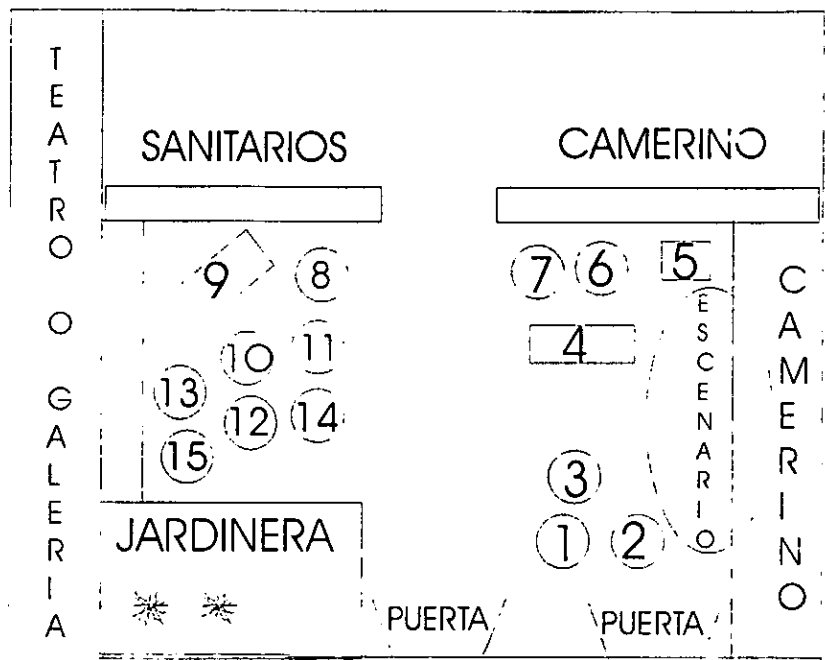 TEATRO O GALERIA
SANITARIOS
CAMERINO
9
8
7
6
5
4
10
11
13
12
14
15
3
1
2
ESCENARIO
CAMERINO
JARDINERA
PUERTA
PUERTA